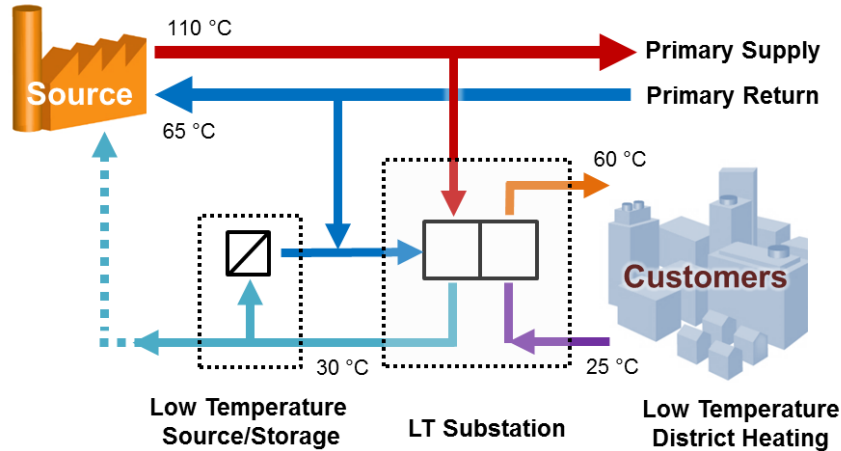 110 °C
Primary Supply
Source
Primary Return
65 °C
60 °C
Customers
30 °C
25 °C
Low Temperature
Source/Storage
LT Substation
Low Temperature
District Heating